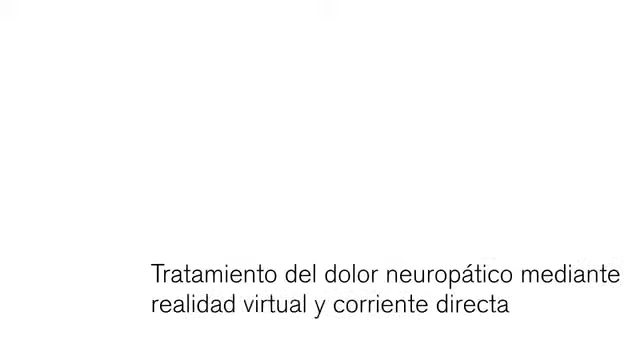 Tratamiento del dolor neuropático mediante
realidad virtual y corriente directa